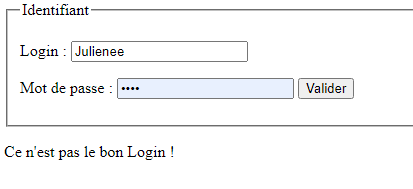 Identifiant
Login : Julienee
Mot de passe : •••• Valider
Ce n'est pas le bon Login !